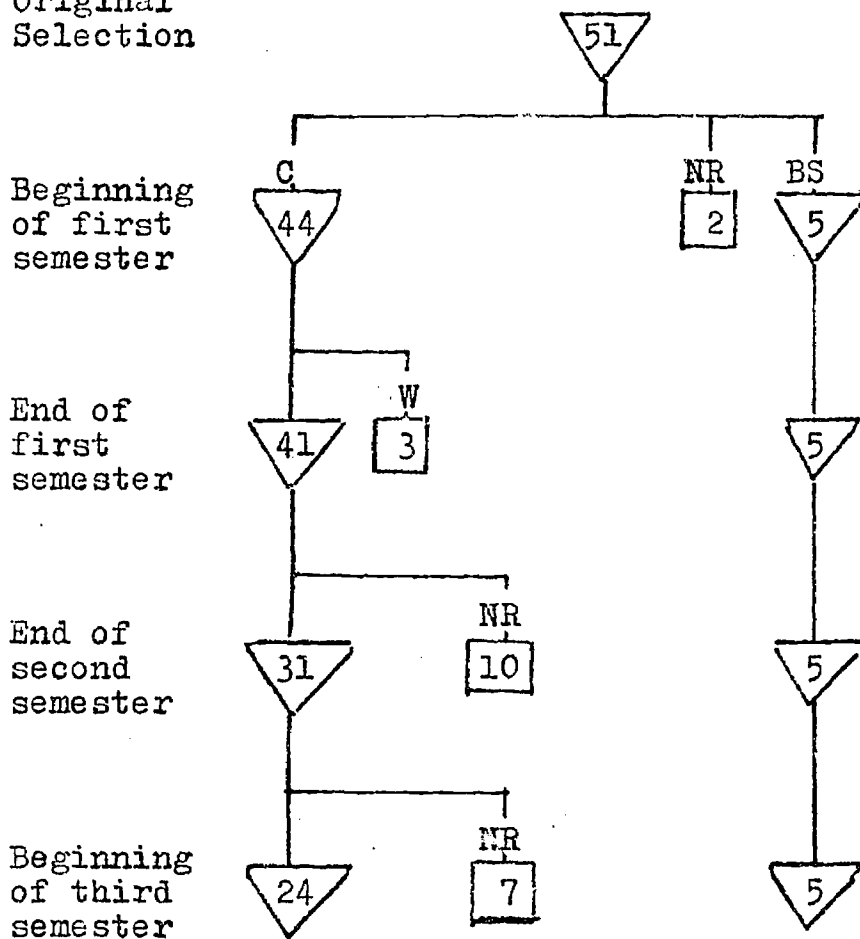 Original
Selection
51
C NR BS
Beginning
of first
semester
44 2 5
W
End of
first
semester
41 3 5
NR
End of
second
semester
31 10 5
NR
Beginning
of third
semester
24 7 5